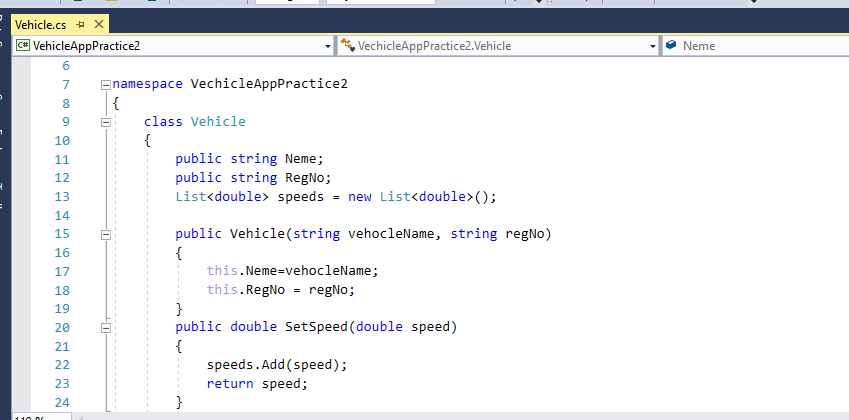 Vehicle.cs
C# VehicleAppPractice2 VechicleAppPractice2.Vehicle Neme
6
7 namespace VechicleAppPractice2
8 {
9 class Vehicle
10 {
11 public string Neme;
12 public string RegNo;
13 List<double> speeds = new List<double>();
14
15 public Vehicle(string vehocleName, string regNo)
16 {
17 this.Neme=vehocleName;
18 this.RegNo = regNo;
19 }
20 public double SetSpeed(double speed)
21 {
22 speeds.Add(speed);
23 return speed;
24 }